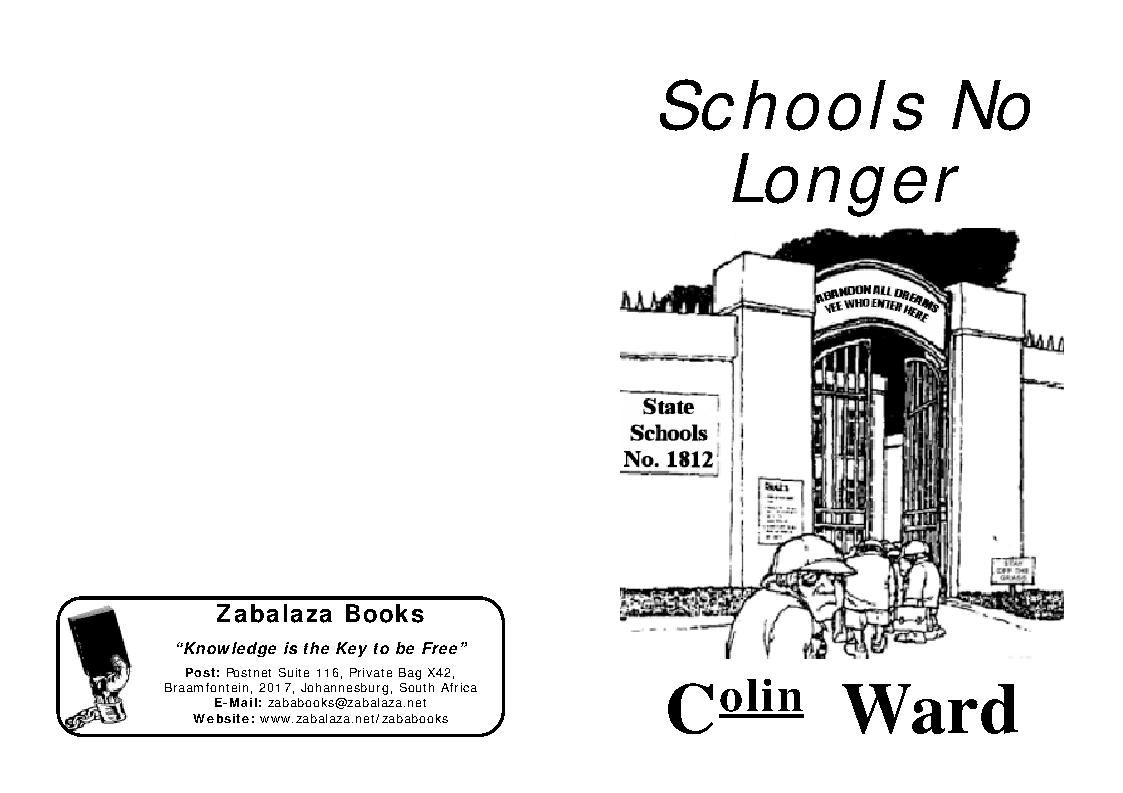 Schools No
Longer
ABANDON ALL DREAMS
YEE WHO ENTER HERE
State
Schools
No. 1812
RULES
STAY
OFF THE
GRASS
Colin Ward
Zabalaza Books
“Knowledge is the Key to be Free”
Post: Postnet Suite 116, Private Bag X42,
Braamfontein, 2017, Johannesburg, South Africa
E-Mail: zababooks@zabalaza.net
Website: www.zabalaza.net/zababooks